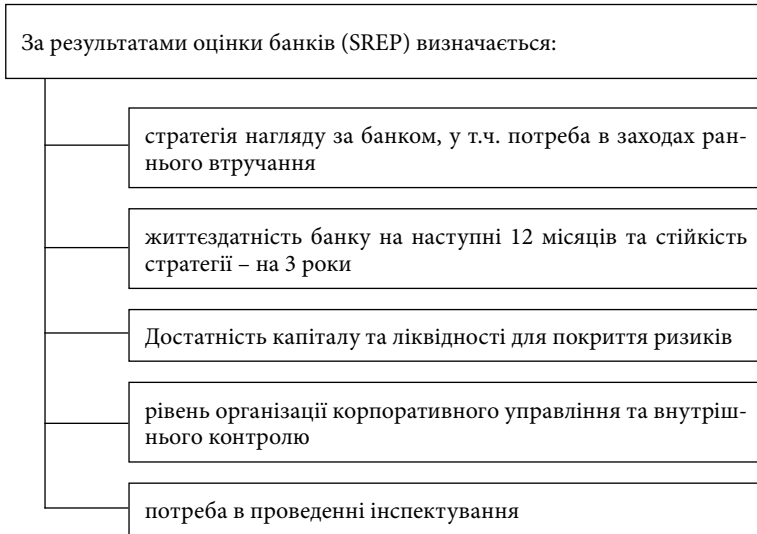 За результатами оцінки банків (SREP) визначається:
стратегія нагляду за банком, у т.ч. потреба в заходах ран-
нього втручання
життєздатність банку на наступні 12 місяців та стійкість
стратегії – на 3 роки
Достатність капіталу та ліквідності для покриття ризиків
рівень організації корпоративного управління та внутріш-
нього контролю
потреба в проведенні інспектування